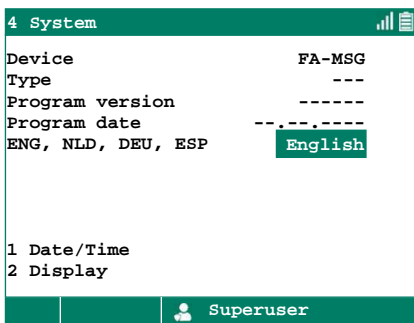 4 System
Device FA-MSG
Type ---
Program version ------
Program date --.--.----
ENG, NLD, DEU, ESP English
1 Date/Time
2 Display
Superuser